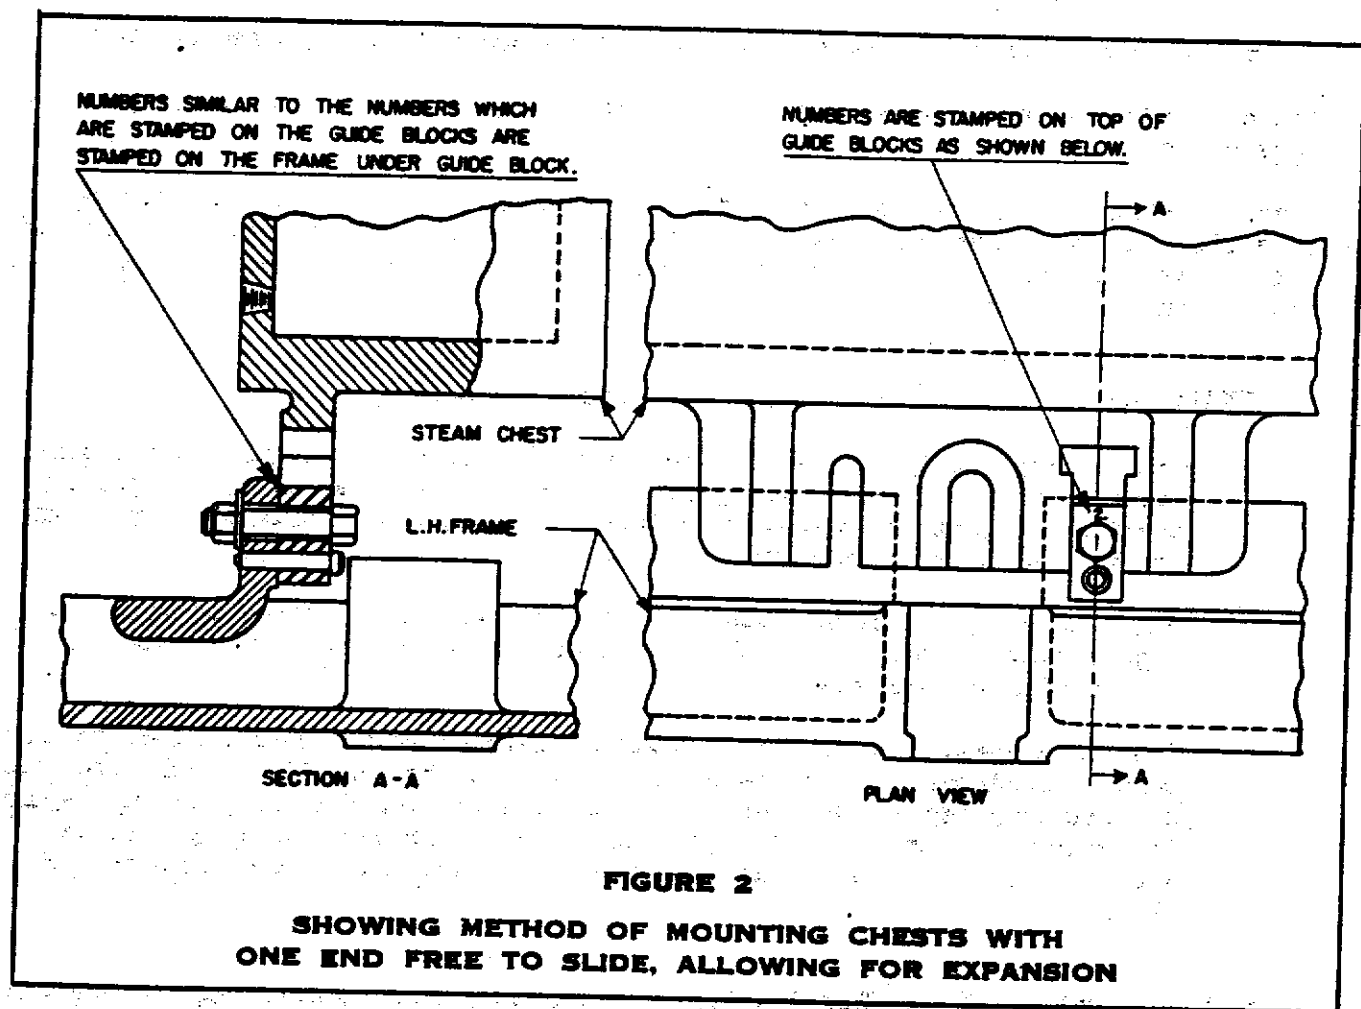 NUMBERS SIMILAR TO THE NUMBERS WHICH
ARE STAMPED ON THE GUIDE BLOCKS ARE
STAMPED ON THE FRAME UNDER GUIDE BLOCK.
NUMBERS ARE STAMPED ON TOP OF
GUIDE BLOCKS AS SHOWN BELOW.
A
STEAM CHEST
L.H. FRAME
2
A
SECTION A-A
PLAN VIEW
FIGURE 2
SHOWING METHOD OF MOUNTING CHESTS WITH
ONE END FREE TO SLIDE, ALLOWING FOR EXPANSION